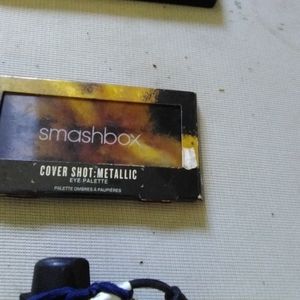 smashbox
COVER SHOT:METALLIC
EYE PALETTE
PALETTE OMBRES À PAUPIÈRES